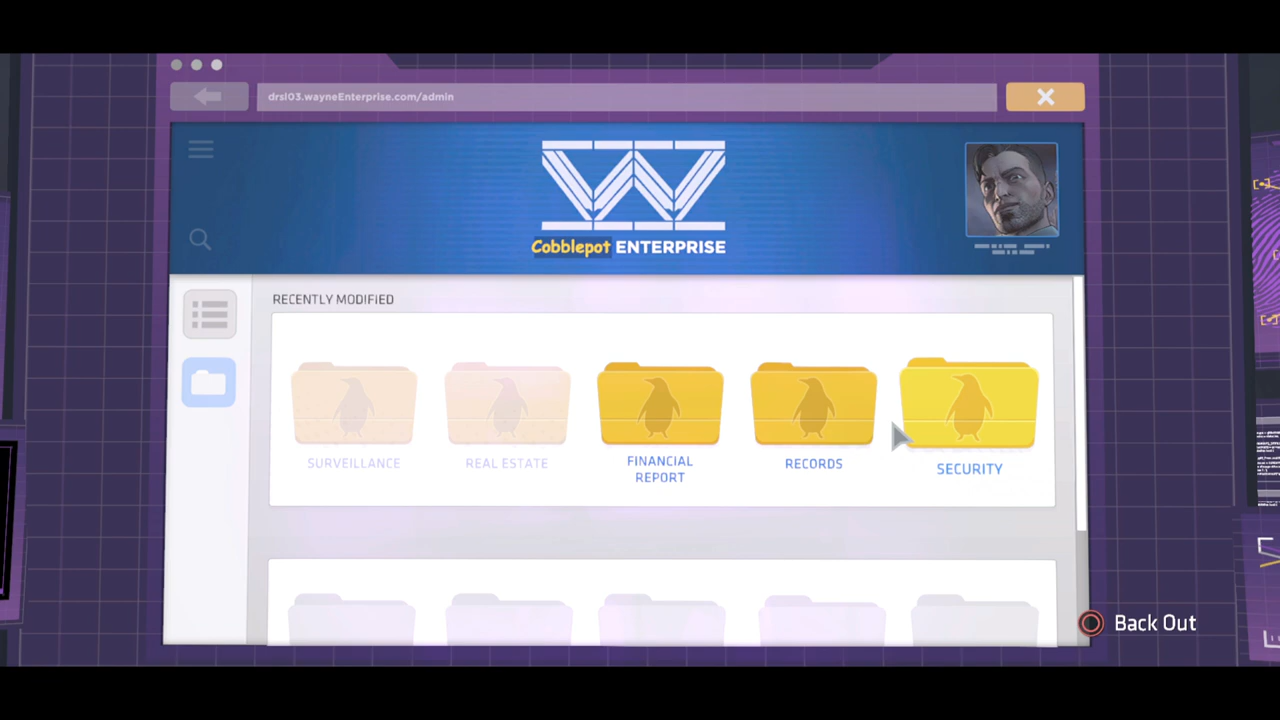 drsl03.wayneEnterprise.com/admin
Cobblepot ENTERPRISE
RECENTLY MODIFIED
SURVEILLANCE
REAL ESTATE
FINANCIAL
REPORT
RECORDS
SECURITY
Back Out